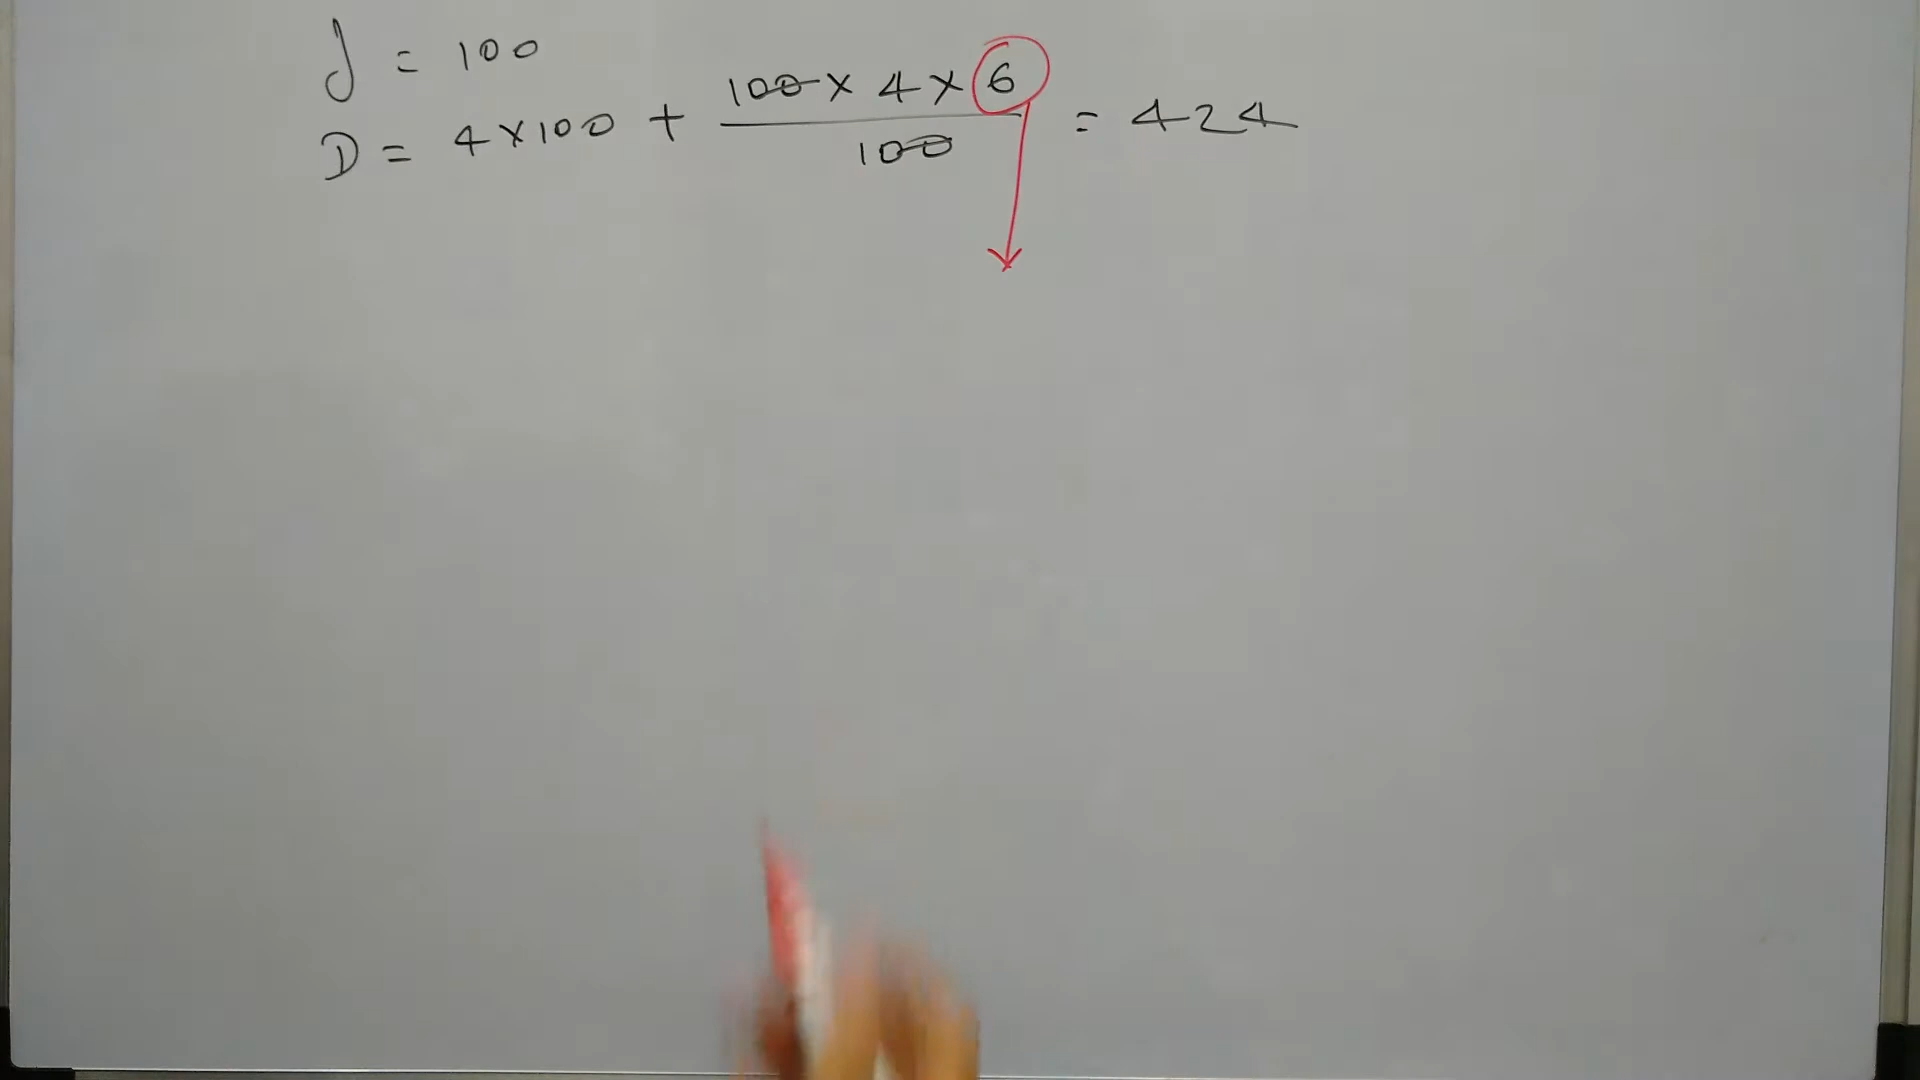 J = 100
D = 4 × 100 + 100 × 4 × 6 / 100 = 424